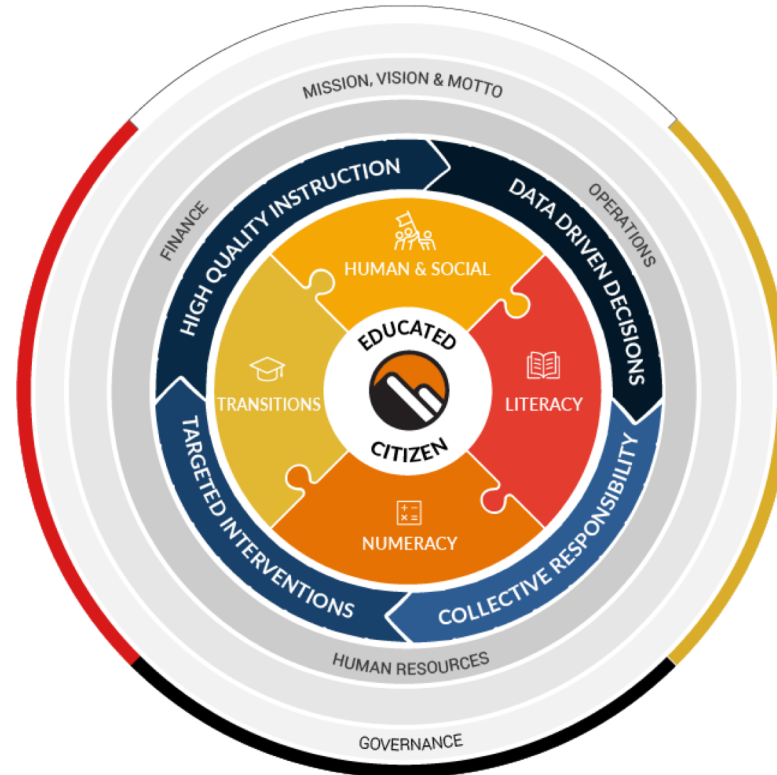 MISSION, VISION & MOTTO
FINANCE
OPERATIONS
HIGH QUALITY INSTRUCTION
DATA DRIVEN DECISIONS
HUMAN & SOCIAL
EDUCATED
TRANSITIONS
LITERACY
CITIZEN
NUMERACY
TARGETED INTERVENTIONS
COLLECTIVE RESPONSIBILITY
HUMAN RESOURCES
GOVERNANCE